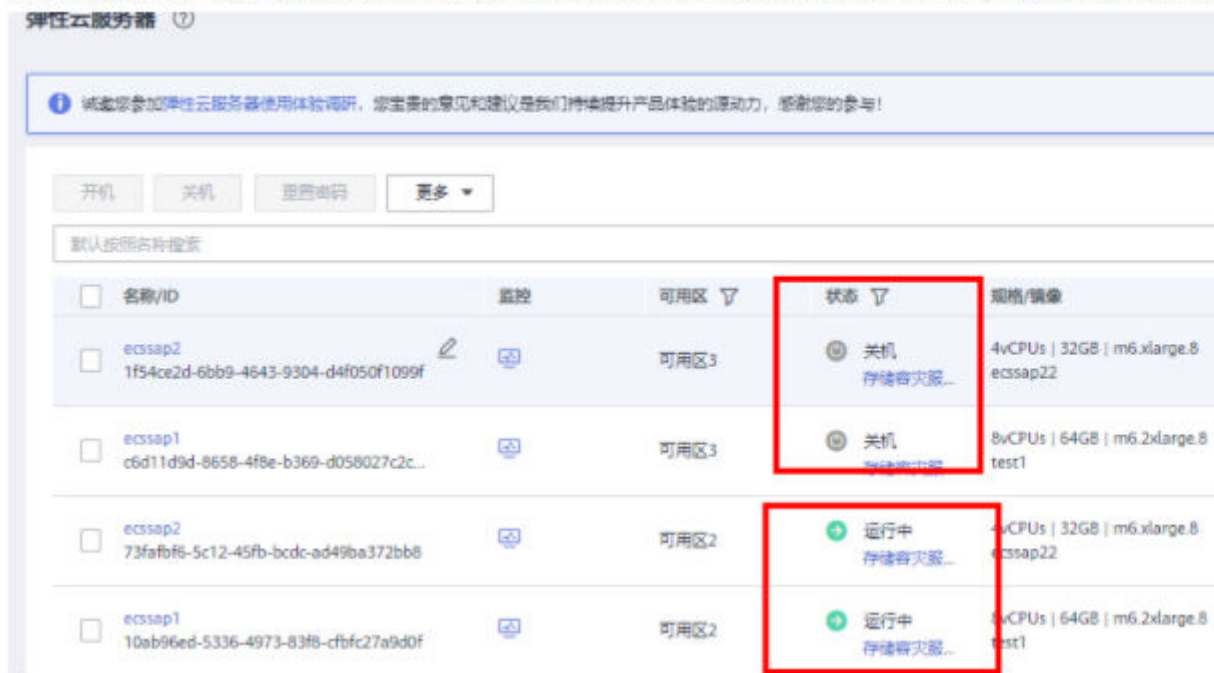 弹性云服务器
诚邀您参加弹性云服务器使用体验调研，您宝贵的意见和建议是我们持续提升产品体验的源动力，感谢您的参与！
开机 关机 重置密码 更多
默认按照名称搜索
名称/ID 监控 可用区 状态 规格/镜像
ecssap2 关机 4vCPUs | 32GB | m6.xlarge.8
1f54ce2d-6bb9-4643-9304-d4f050f1099f 可用区3 存储容灾服... ecssap22
ecssap1 关机 8vCPUs | 64GB | m6.2xlarge.8
c6d11d9d-8658-4f8e-b369-d058027c2c... 可用区3 存储容灾服 test1
ecssap2 运行中 4vCPUs | 32GB | m6.xlarge.8
73fafbf6-5c12-45fb-bcdc-ad49ba372bb8 可用区2 存储容灾服... ecssap22
ecssap1 运行中 8vCPUs | 64GB | m6.2xlarge.8
10ab96ed-5336-4973-83f8-cfbfc27a9d0f 可用区2 存储容灾服... test1